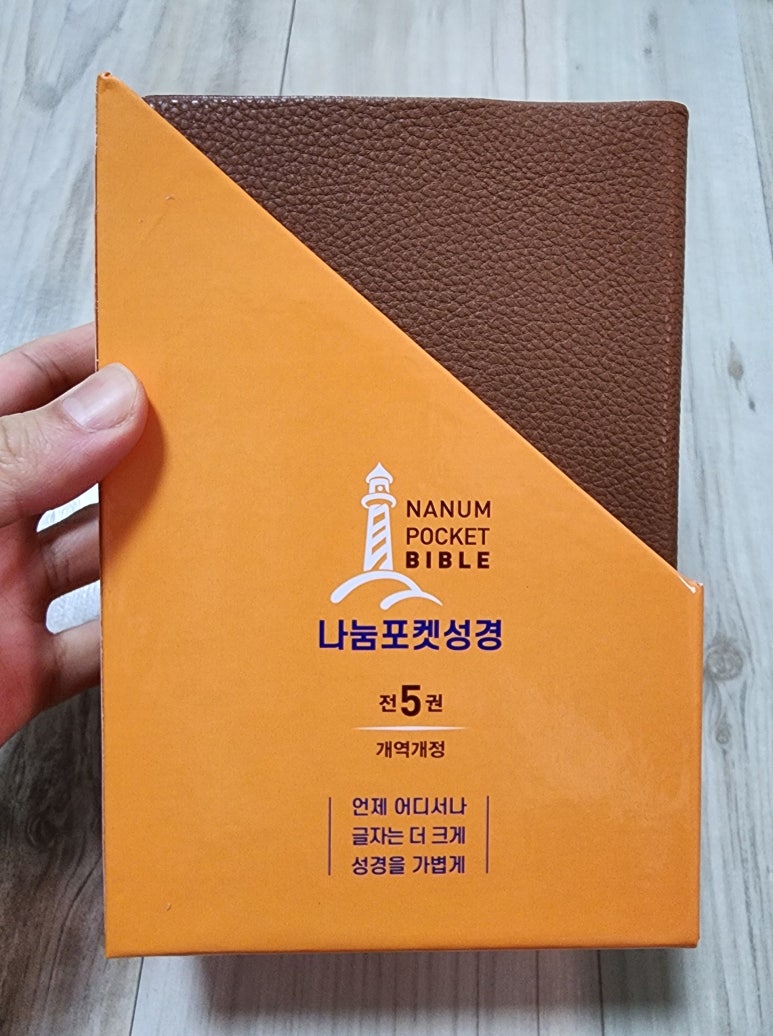 NANUM
POCKET
BIBLE
나눔포켓성경
전5권
개역개정
언제 어디서나
글자는 더 크게
성경을 가볍게